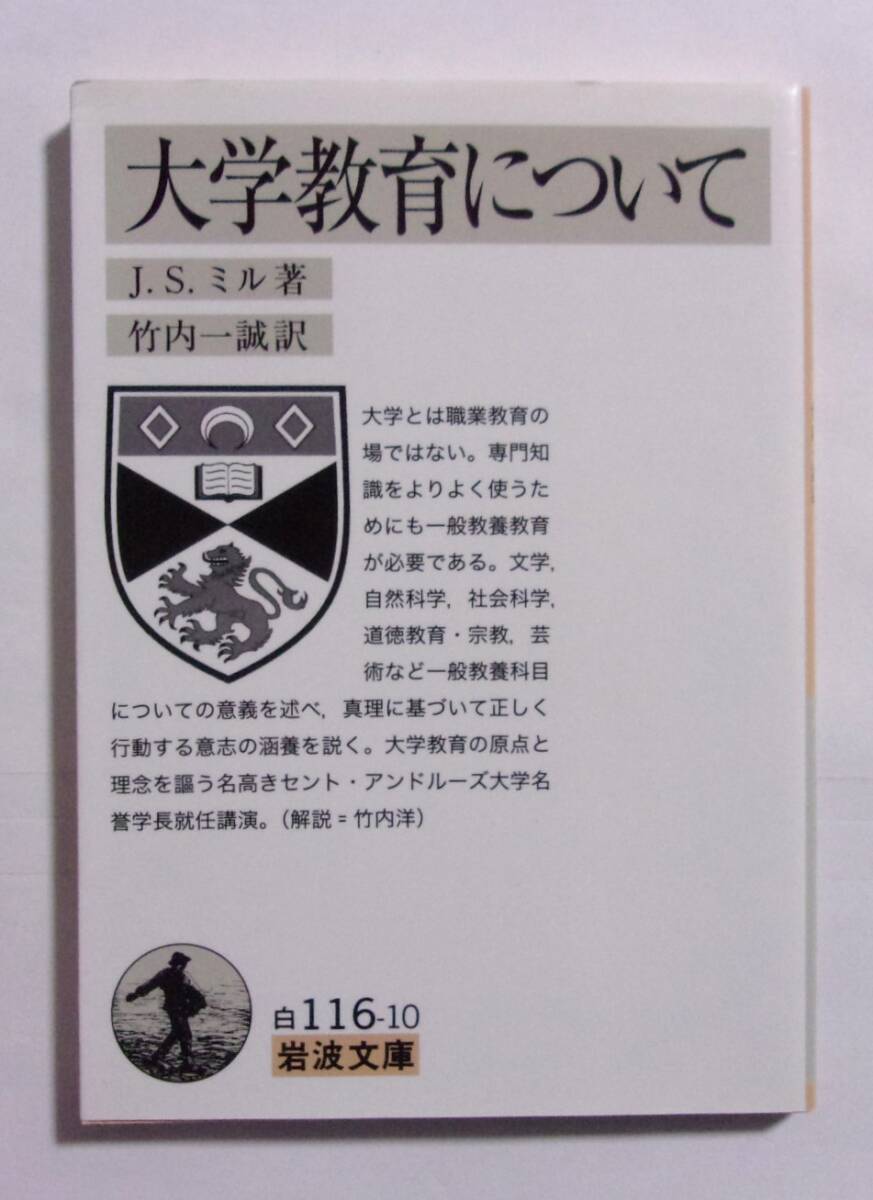 大学教育について
J.S.ミル著
竹内一誠訳
大学とは職業教育の
場ではない。専門知
識をよりよく使うた
めにも一般教養教育
が必要である。文学,
自然科学,社会科学,
道徳教育・宗教,芸
術など一般教養科目
についての意義を述べ,真理に基づいて正しく
行動する意志の涵養を説く。大学教育の原点と
理念を謳う名高きセント・アンドルーズ大学名
誉学長就任講演。(解説=竹内洋)
白116-10
岩波文庫